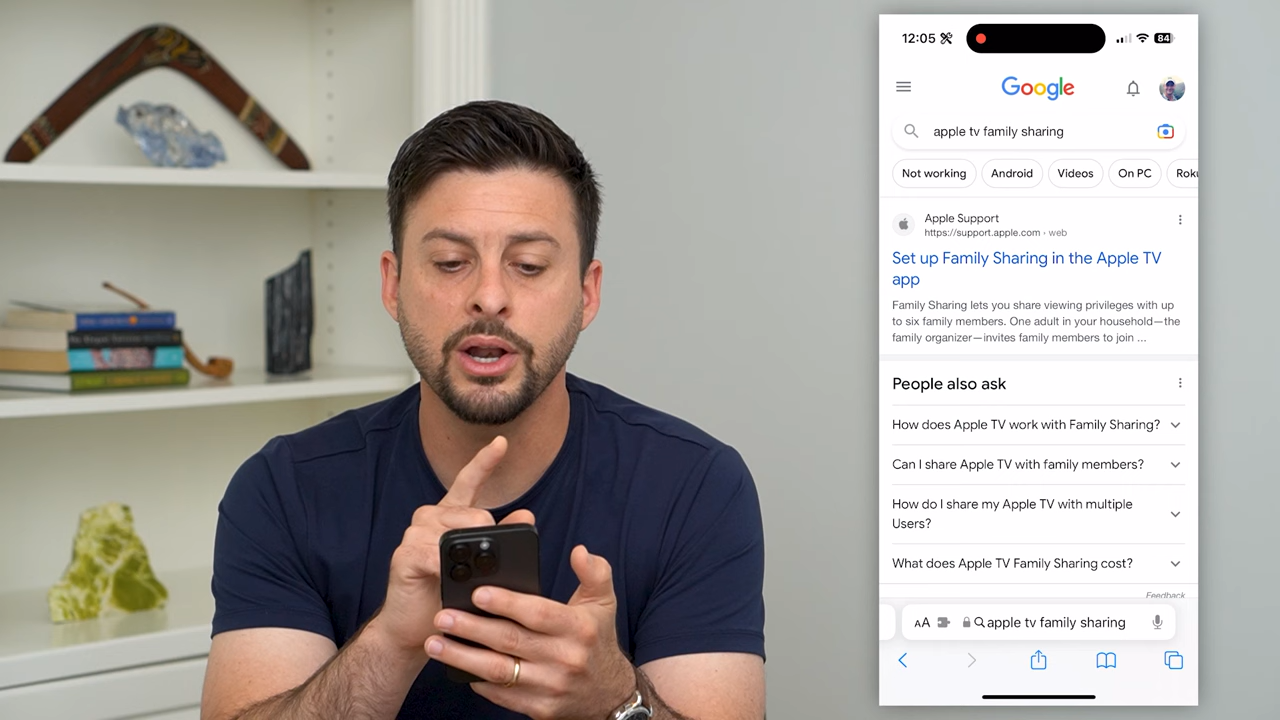 12:05
84
Google
apple tv family sharing
Not working
Android
Videos
On PC
Roku
Apple Support
https://support.apple.com › web
Set up Family Sharing in the Apple TV
app
Family Sharing lets you share viewing privileges with up
to six family members. One adult in your household—the
family organizer—invites family members to join ...
People also ask
How does Apple TV work with Family Sharing?
Can I share Apple TV with family members?
How do I share my Apple TV with multiple
Users?
What does Apple TV Family Sharing cost?
Feedback
AA
apple tv family sharing